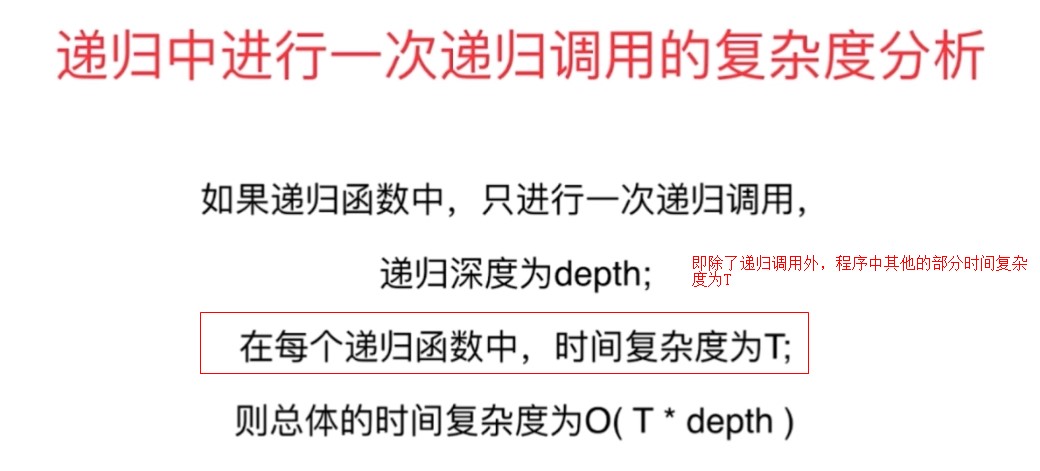 递归中进行一次递归调用的复杂度分析
如果递归函数中，只进行一次递归调用，
递归深度为depth;
即除了递归调用外，程序中其他的部分时间复杂
度为T
在每个递归函数中，时间复杂度为T;
则总体的时间复杂度为O( T * depth )